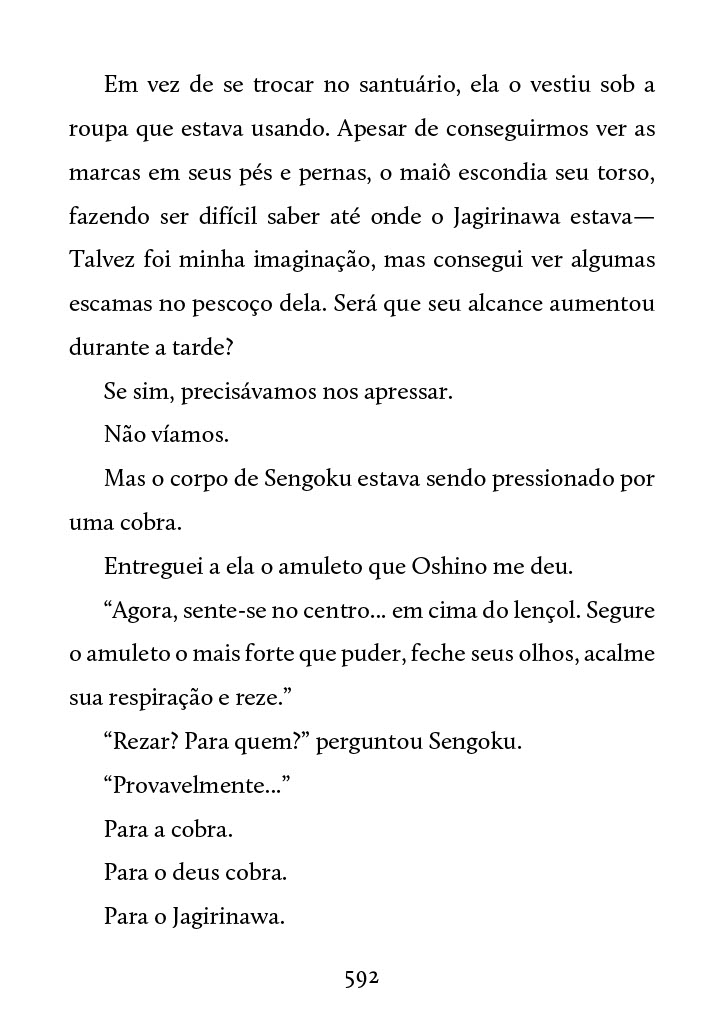 Em vez de se trocar no santuário, ela o vestiu sob a
roupa que estava usando. Apesar de conseguirmos ver as
marcas em seus pés e pernas, o maiô escondia seu torso,
fazendo ser difícil saber até onde o Jagirinawa estava—
Talvez foi minha imaginação, mas consegui ver algumas
escamas no pescoço dela. Será que seu alcance aumentou
durante a tarde?
Se sim, precisávamos nos apressar.
Não víamos.
Mas o corpo de Sengoku estava sendo pressionado por
uma cobra.
Entreguei a ela o amuleto que Oshino me deu.
“Agora, sente-se no centro... em cima do lençol. Segure
o amuleto o mais forte que puder, feche seus olhos, acalme
sua respiração e reze.”
“Rezar? Para quem?” perguntou Sengoku.
“Provavelmente...”
Para a cobra.
Para o deus cobra.
Para o Jagirinawa.
592